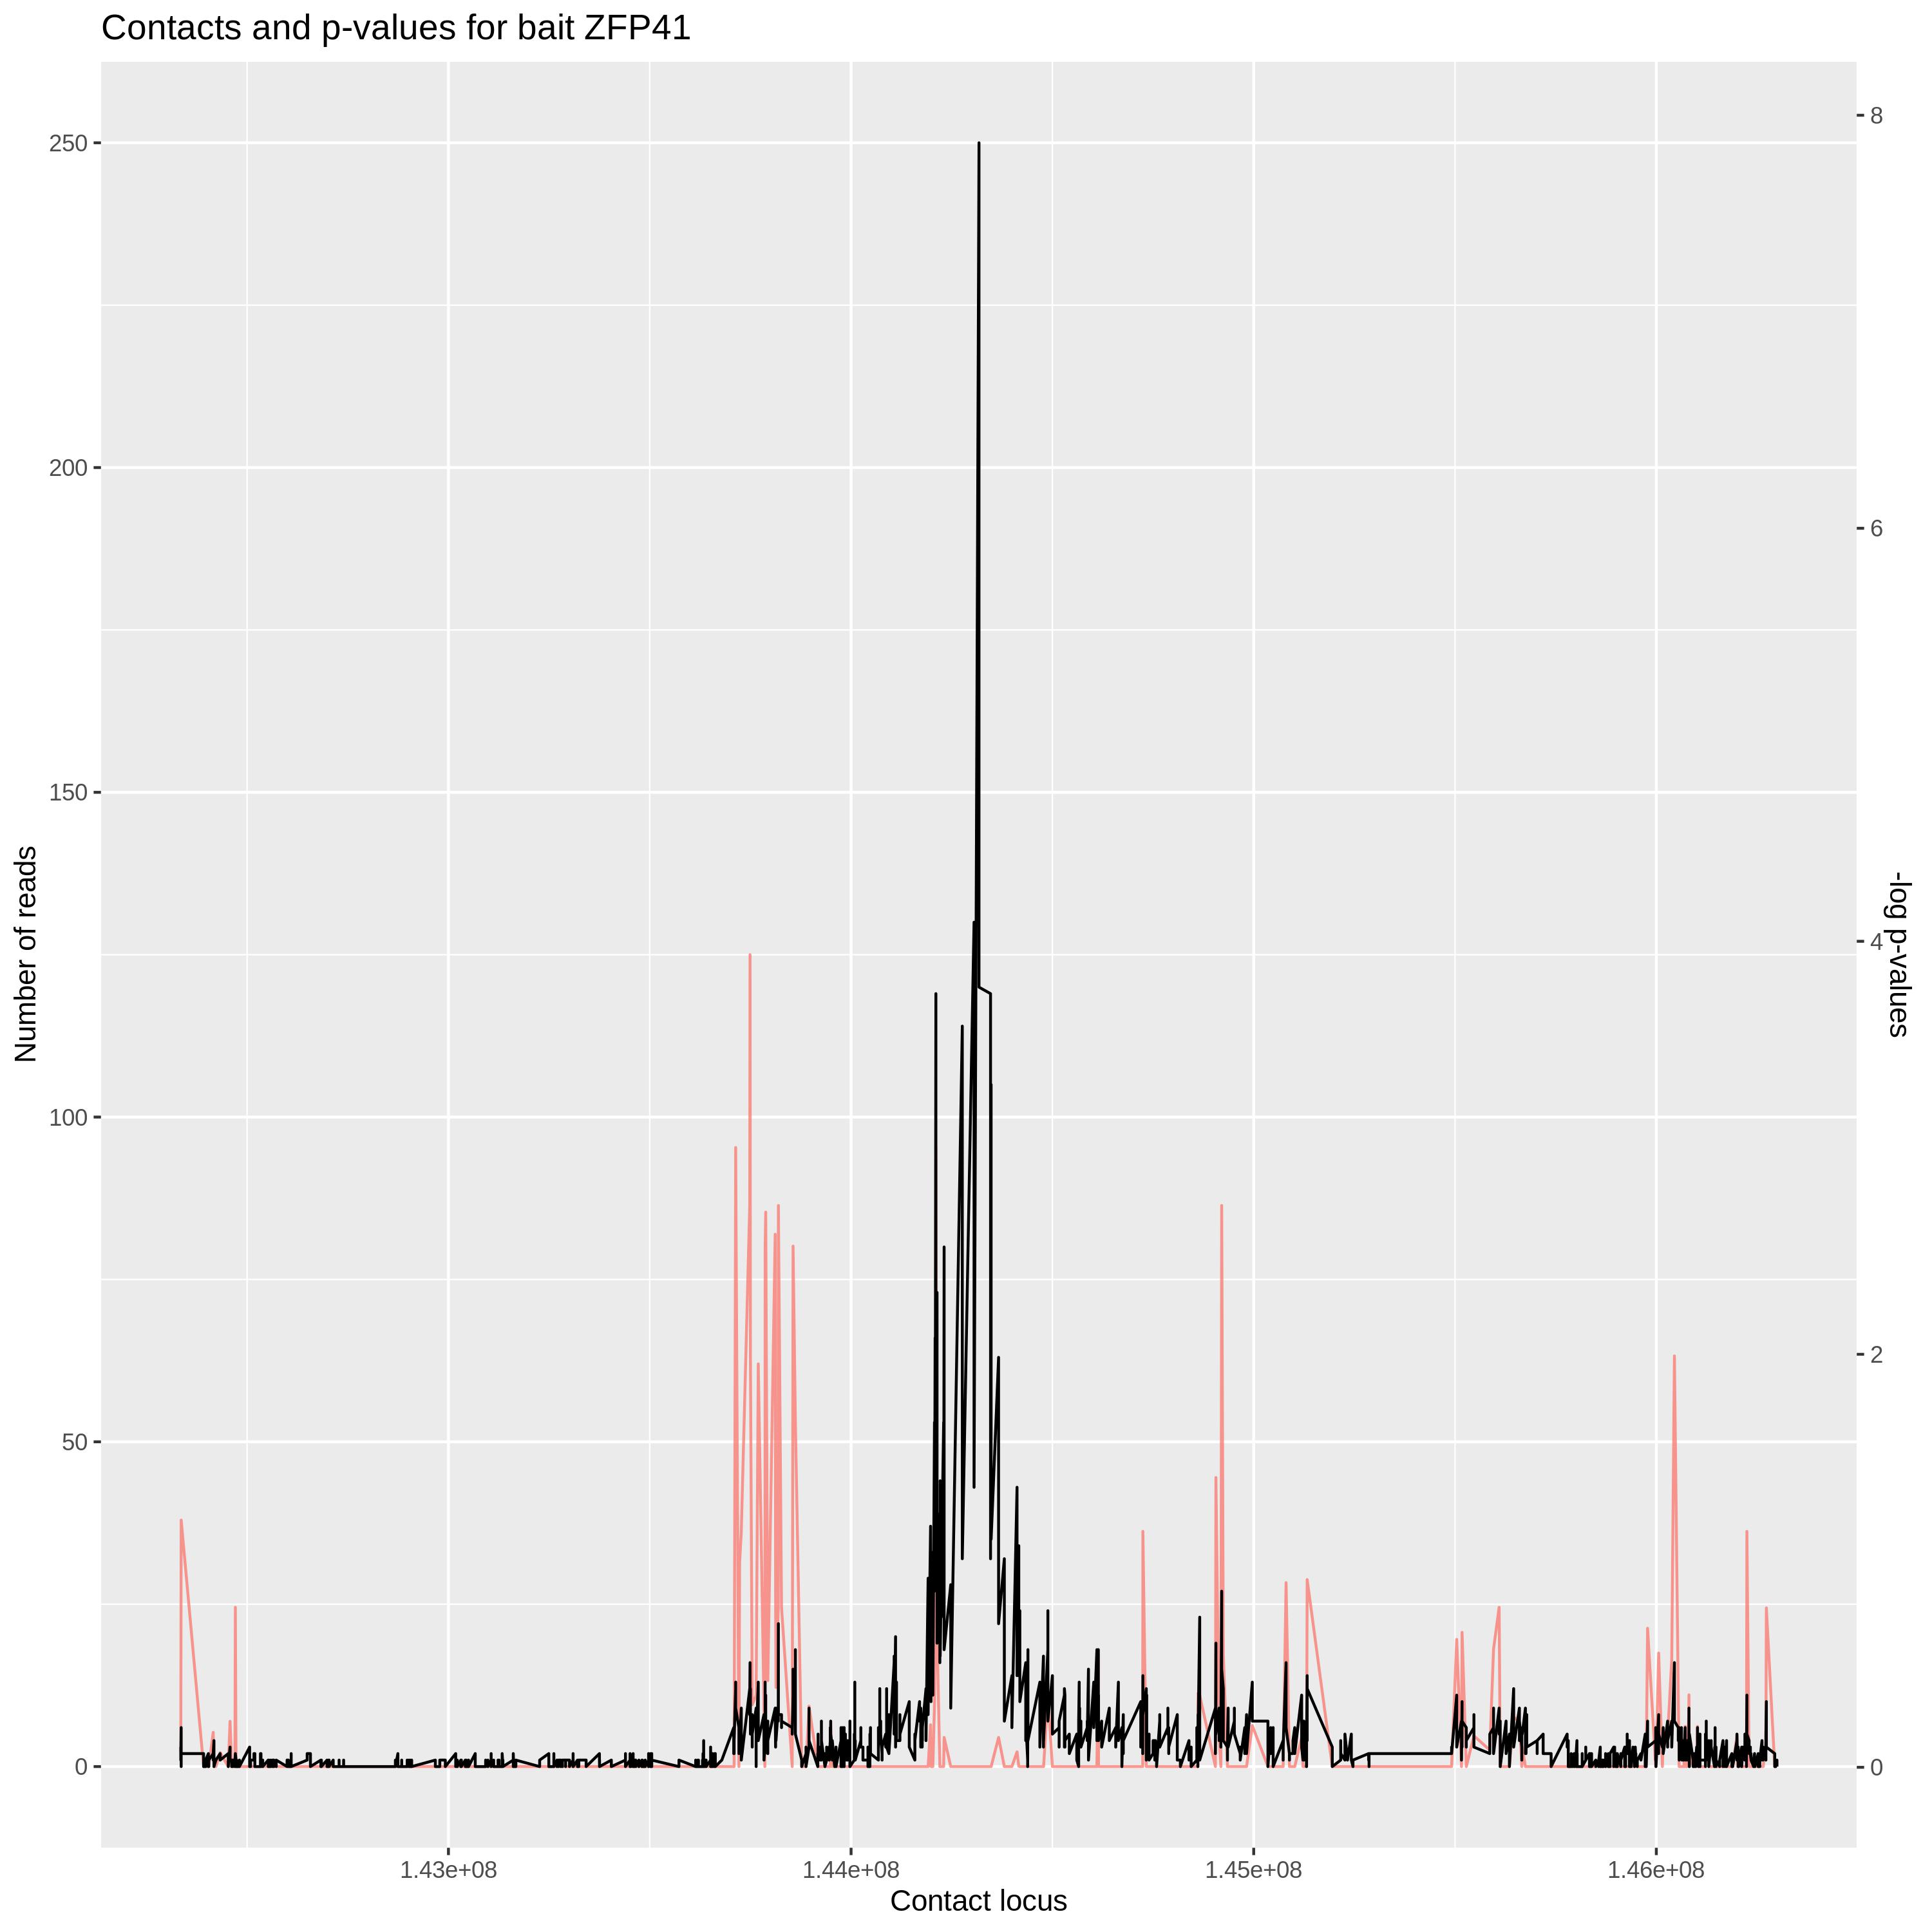 Contacts and p-values for bait ZFP41
250
200
150
100
50
0
Number of reads
8
6
4
2
0
-log p-values
1.43e+08
1.44e+08
1.45e+08
1.46e+08
Contact locus